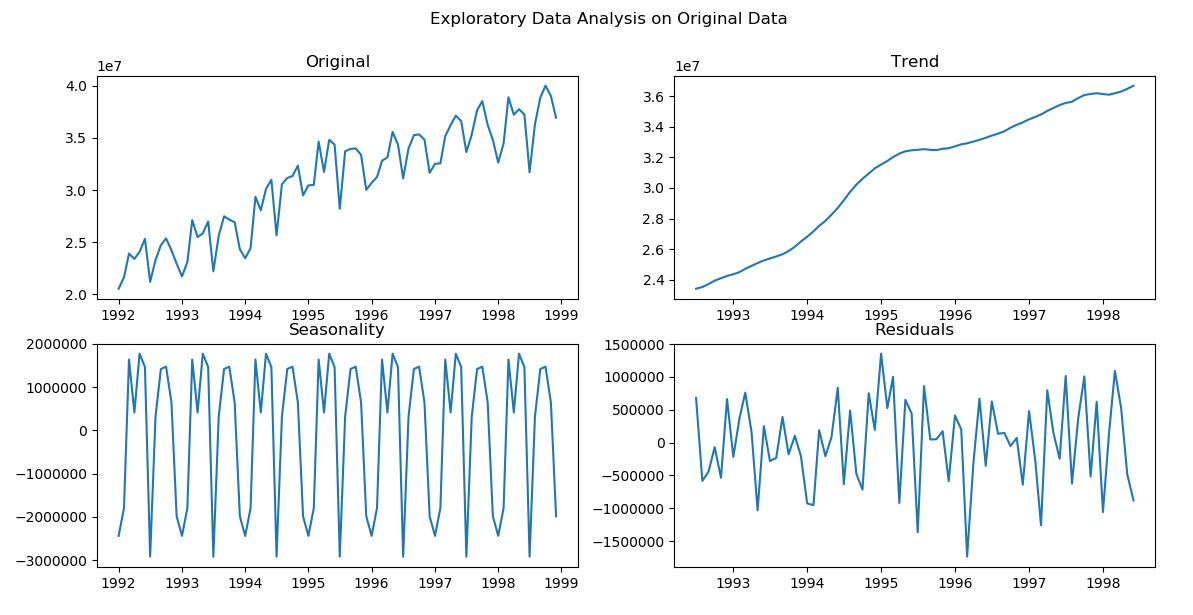 Exploratory Data Analysis on Original Data
Original
1e7
4.0
3.5
3.0
2.5
2.0
1992 1993 1994 1995 1996 1997 1998 1999
Trend
1e7
3.6
3.4
3.2
3.0
2.8
2.6
2.4
1993 1994 1995 1996 1997 1998
Seasonality
2000000
1000000
0
−1000000
−2000000
−3000000
1992 1993 1994 1995 1996 1997 1998 1999
Residuals
1500000
1000000
500000
0
−500000
−1000000
−1500000
1993 1994 1995 1996 1997 1998